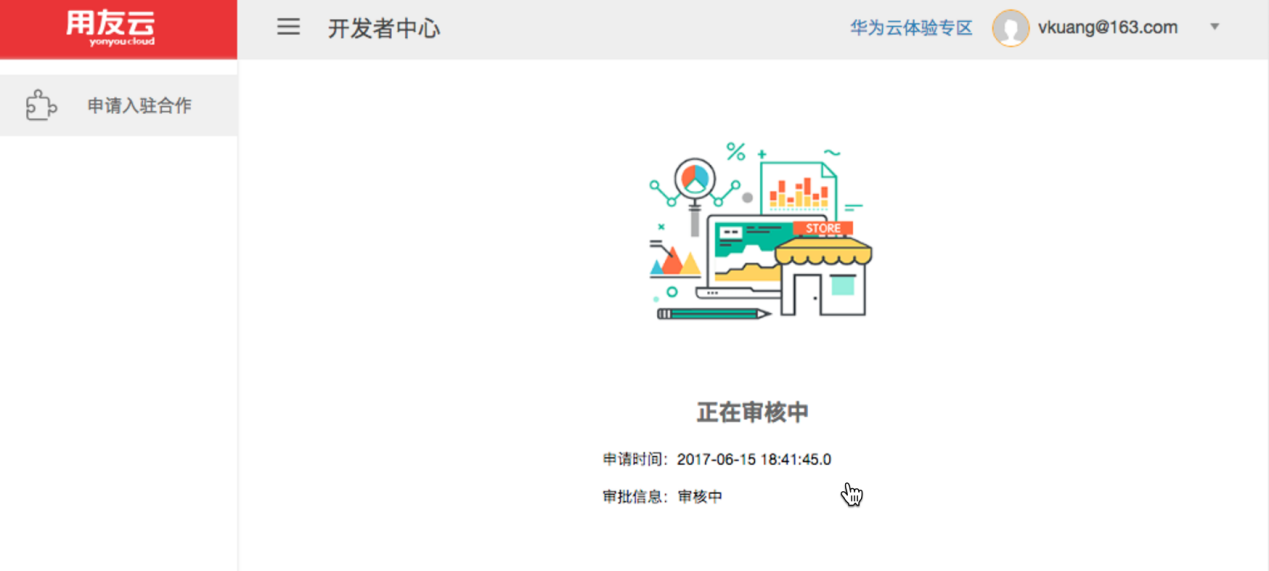 用友云
yonyou cloud
开发者中心
华为云体验专区
vkuang@163.com
申请入驻合作
STORE
正在审核中
申请时间：2017-06-15 18:41:45.0
审批信息：审核中